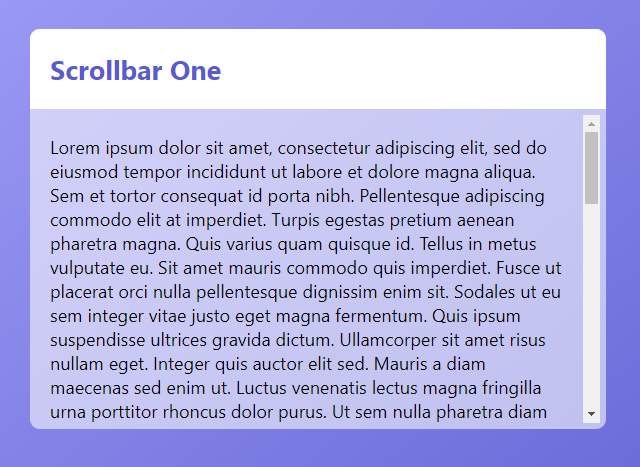 Scrollbar One
Lorem ipsum dolor sit amet, consectetur adipiscing elit, sed do
eiusmod tempor incididunt ut labore et dolore magna aliqua.
Sem et tortor consequat id porta nibh. Pellentesque adipiscing
commodo elit at imperdiet. Turpis egestas pretium aenean
pharetra magna. Quis varius quam quisque id. Tellus in metus
vulputate eu. Sit amet mauris commodo quis imperdiet. Fusce ut
placerat orci nulla pellentesque dignissim enim sit. Sodales ut eu
sem integer vitae justo eget magna fermentum. Quis ipsum
suspendisse ultrices gravida dictum. Ullamcorper sit amet risus
nullam eget. Integer quis auctor elit sed. Mauris a diam
maecenas sed enim ut. Luctus venenatis lectus magna fringilla
urna porttitor rhoncus dolor purus. Ut sem nulla pharetra diam